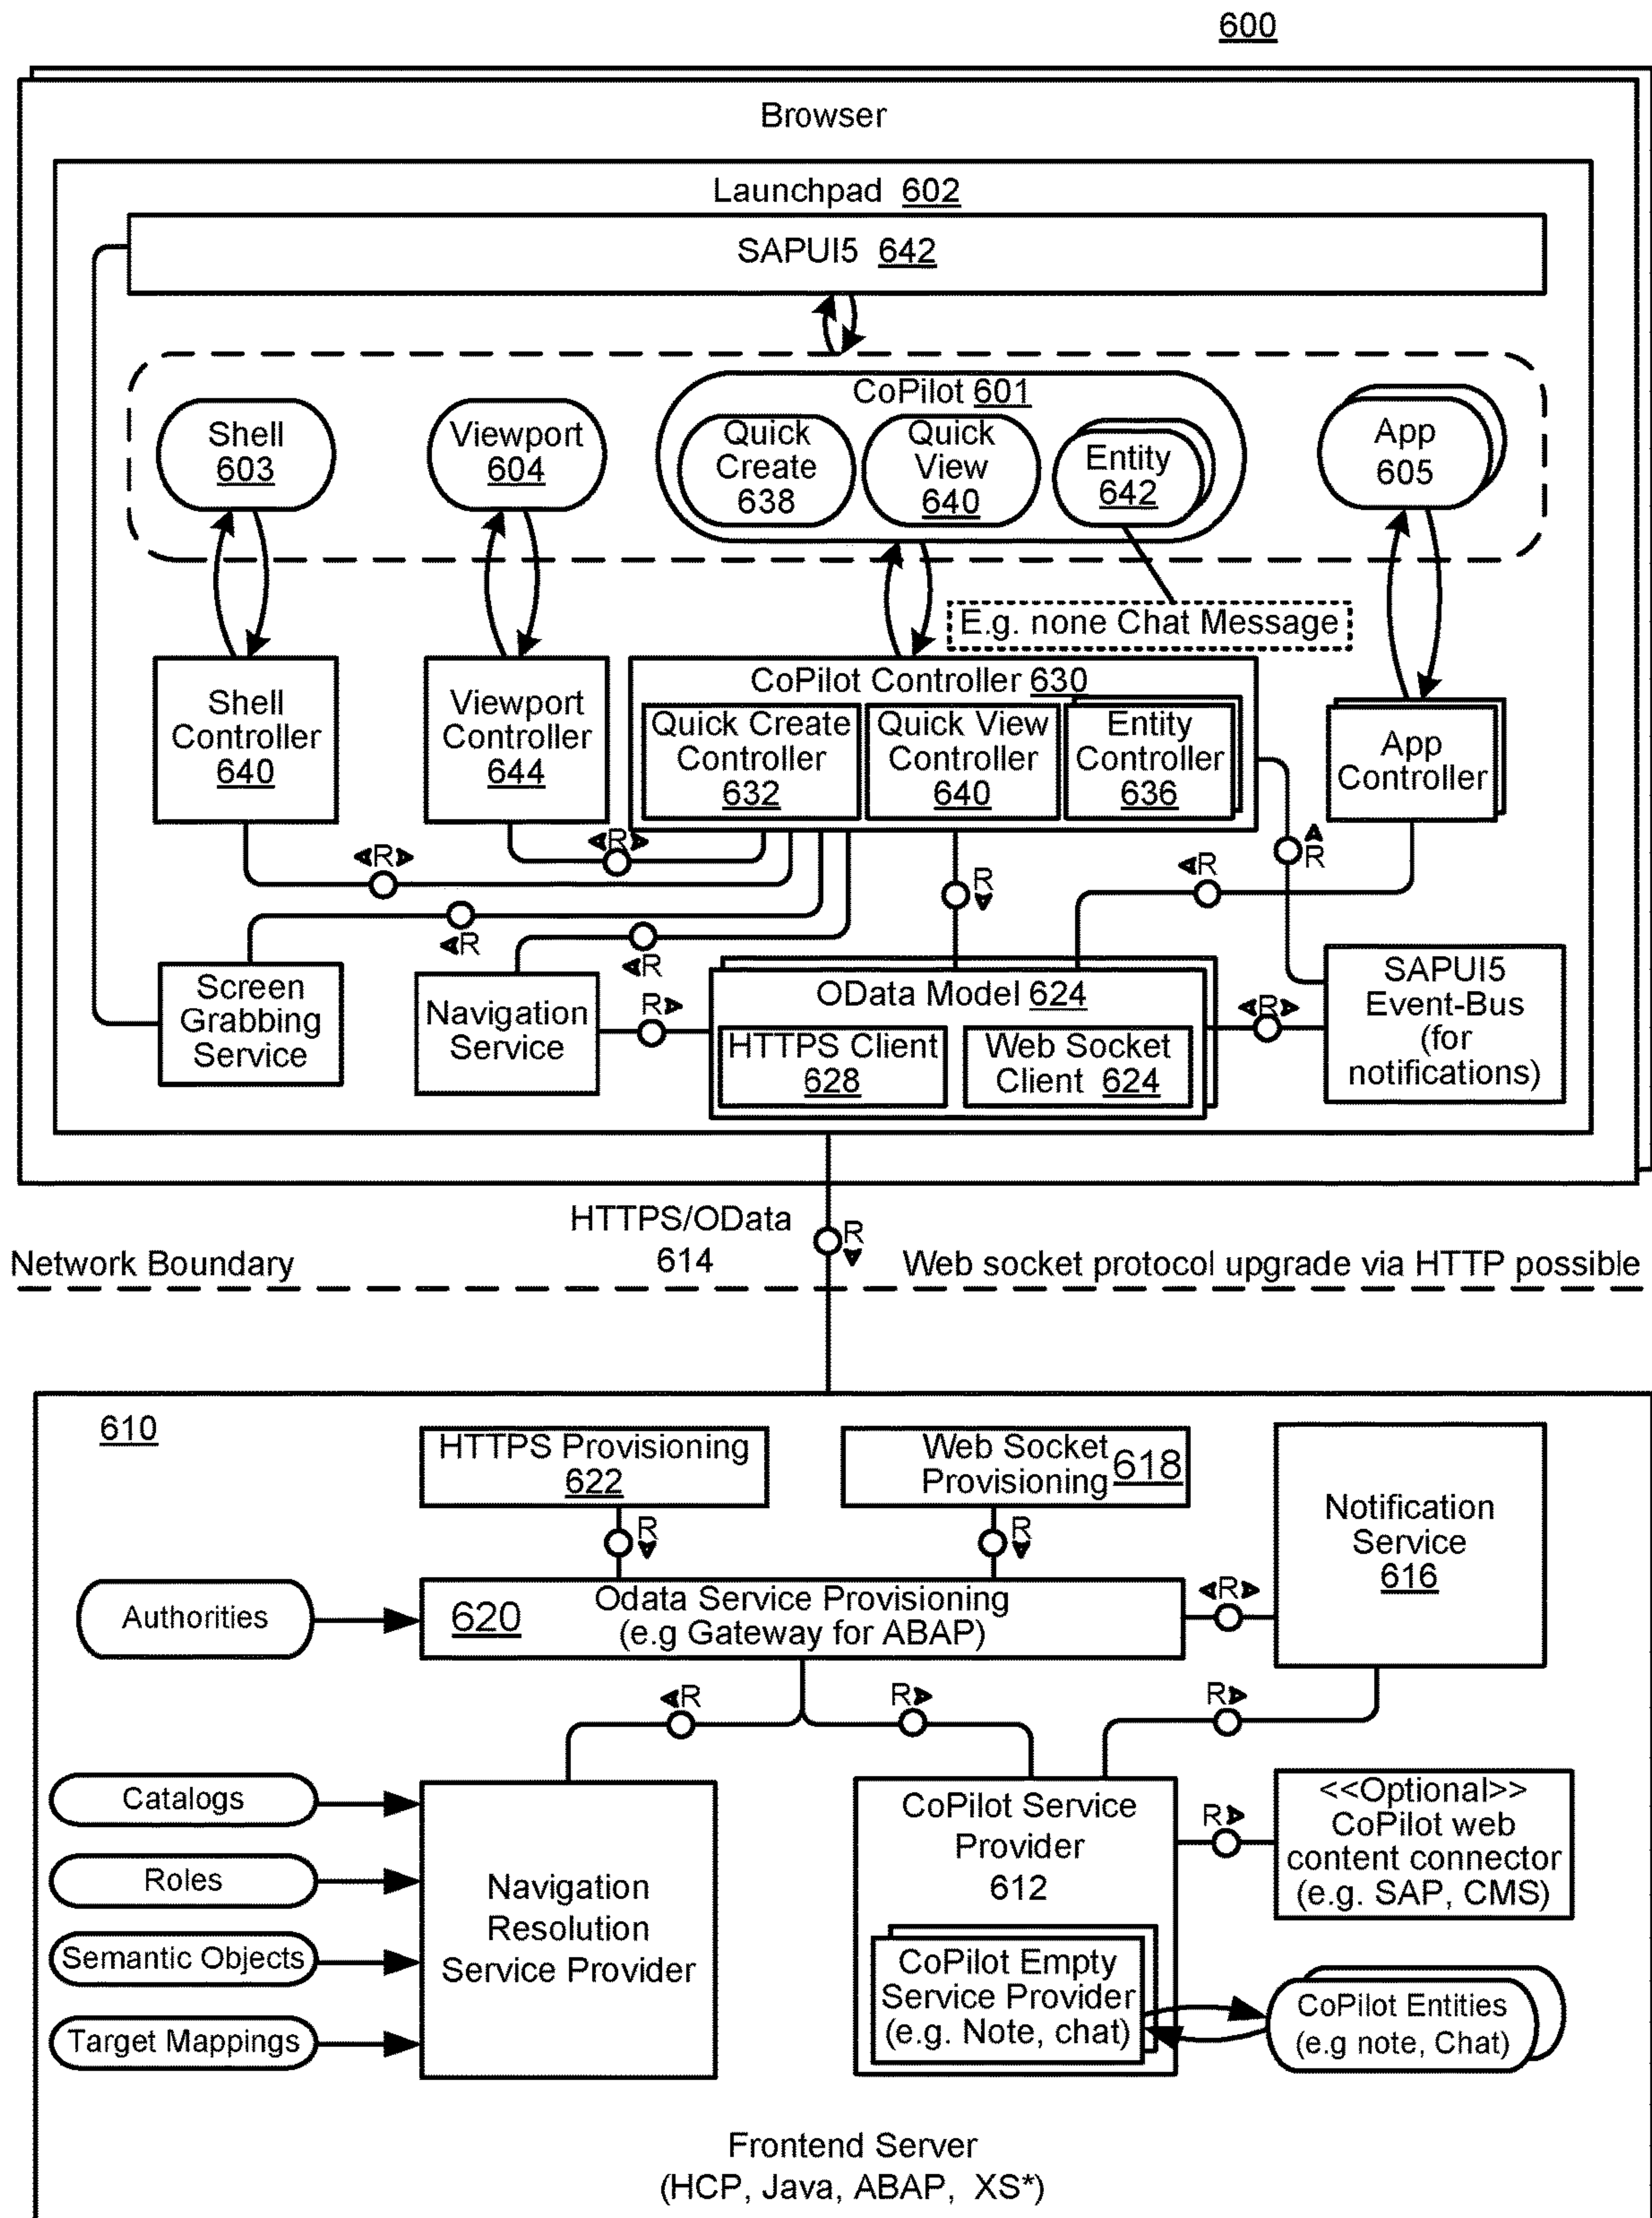 600
Browser
Launchpad 602
SAPUI5 642
CoPilot 601
Shell
603
Viewport
604
Quick
Create
638
Quick
View
640
Entity
642
App
605
E.g. none Chat Message
Shell
Controller
640
Viewport
Controller
644
CoPilot Controller 630
Quick Create
Controller
632
Quick View
Controller
640
Entity
Controller
636
App
Controller
R
R
R
R
R
R
R
Screen
Grabbing
Service
Navigation
Service
R
OData Model 624
HTTPS Client
628
Web Socket
Client 624
R
SAPUI5
Event-Bus
(for
notifications)
HTTPS/OData
614
R
Network Boundary
Web socket protocol upgrade via HTTP possible
610
HTTPS Provisioning
622
Web Socket
Provisioning 618
Notification
Service
616
R
R
Authorities
620
Odata Service Provisioning
(e.g Gateway for ABAP)
R
R
R
R
Catalogs
Roles
Semantic Objects
Target Mappings
Navigation
Resolution
Service Provider
CoPilot Service
Provider
612
R
<<Optional>>
CoPilot web
content connector
(e.g. SAP, CMS)
CoPilot Empty
Service Provider
(e.g. Note, chat)
CoPilot Entities
(e.g note, Chat)
Frontend Server
(HCP, Java, ABAP, XS*)